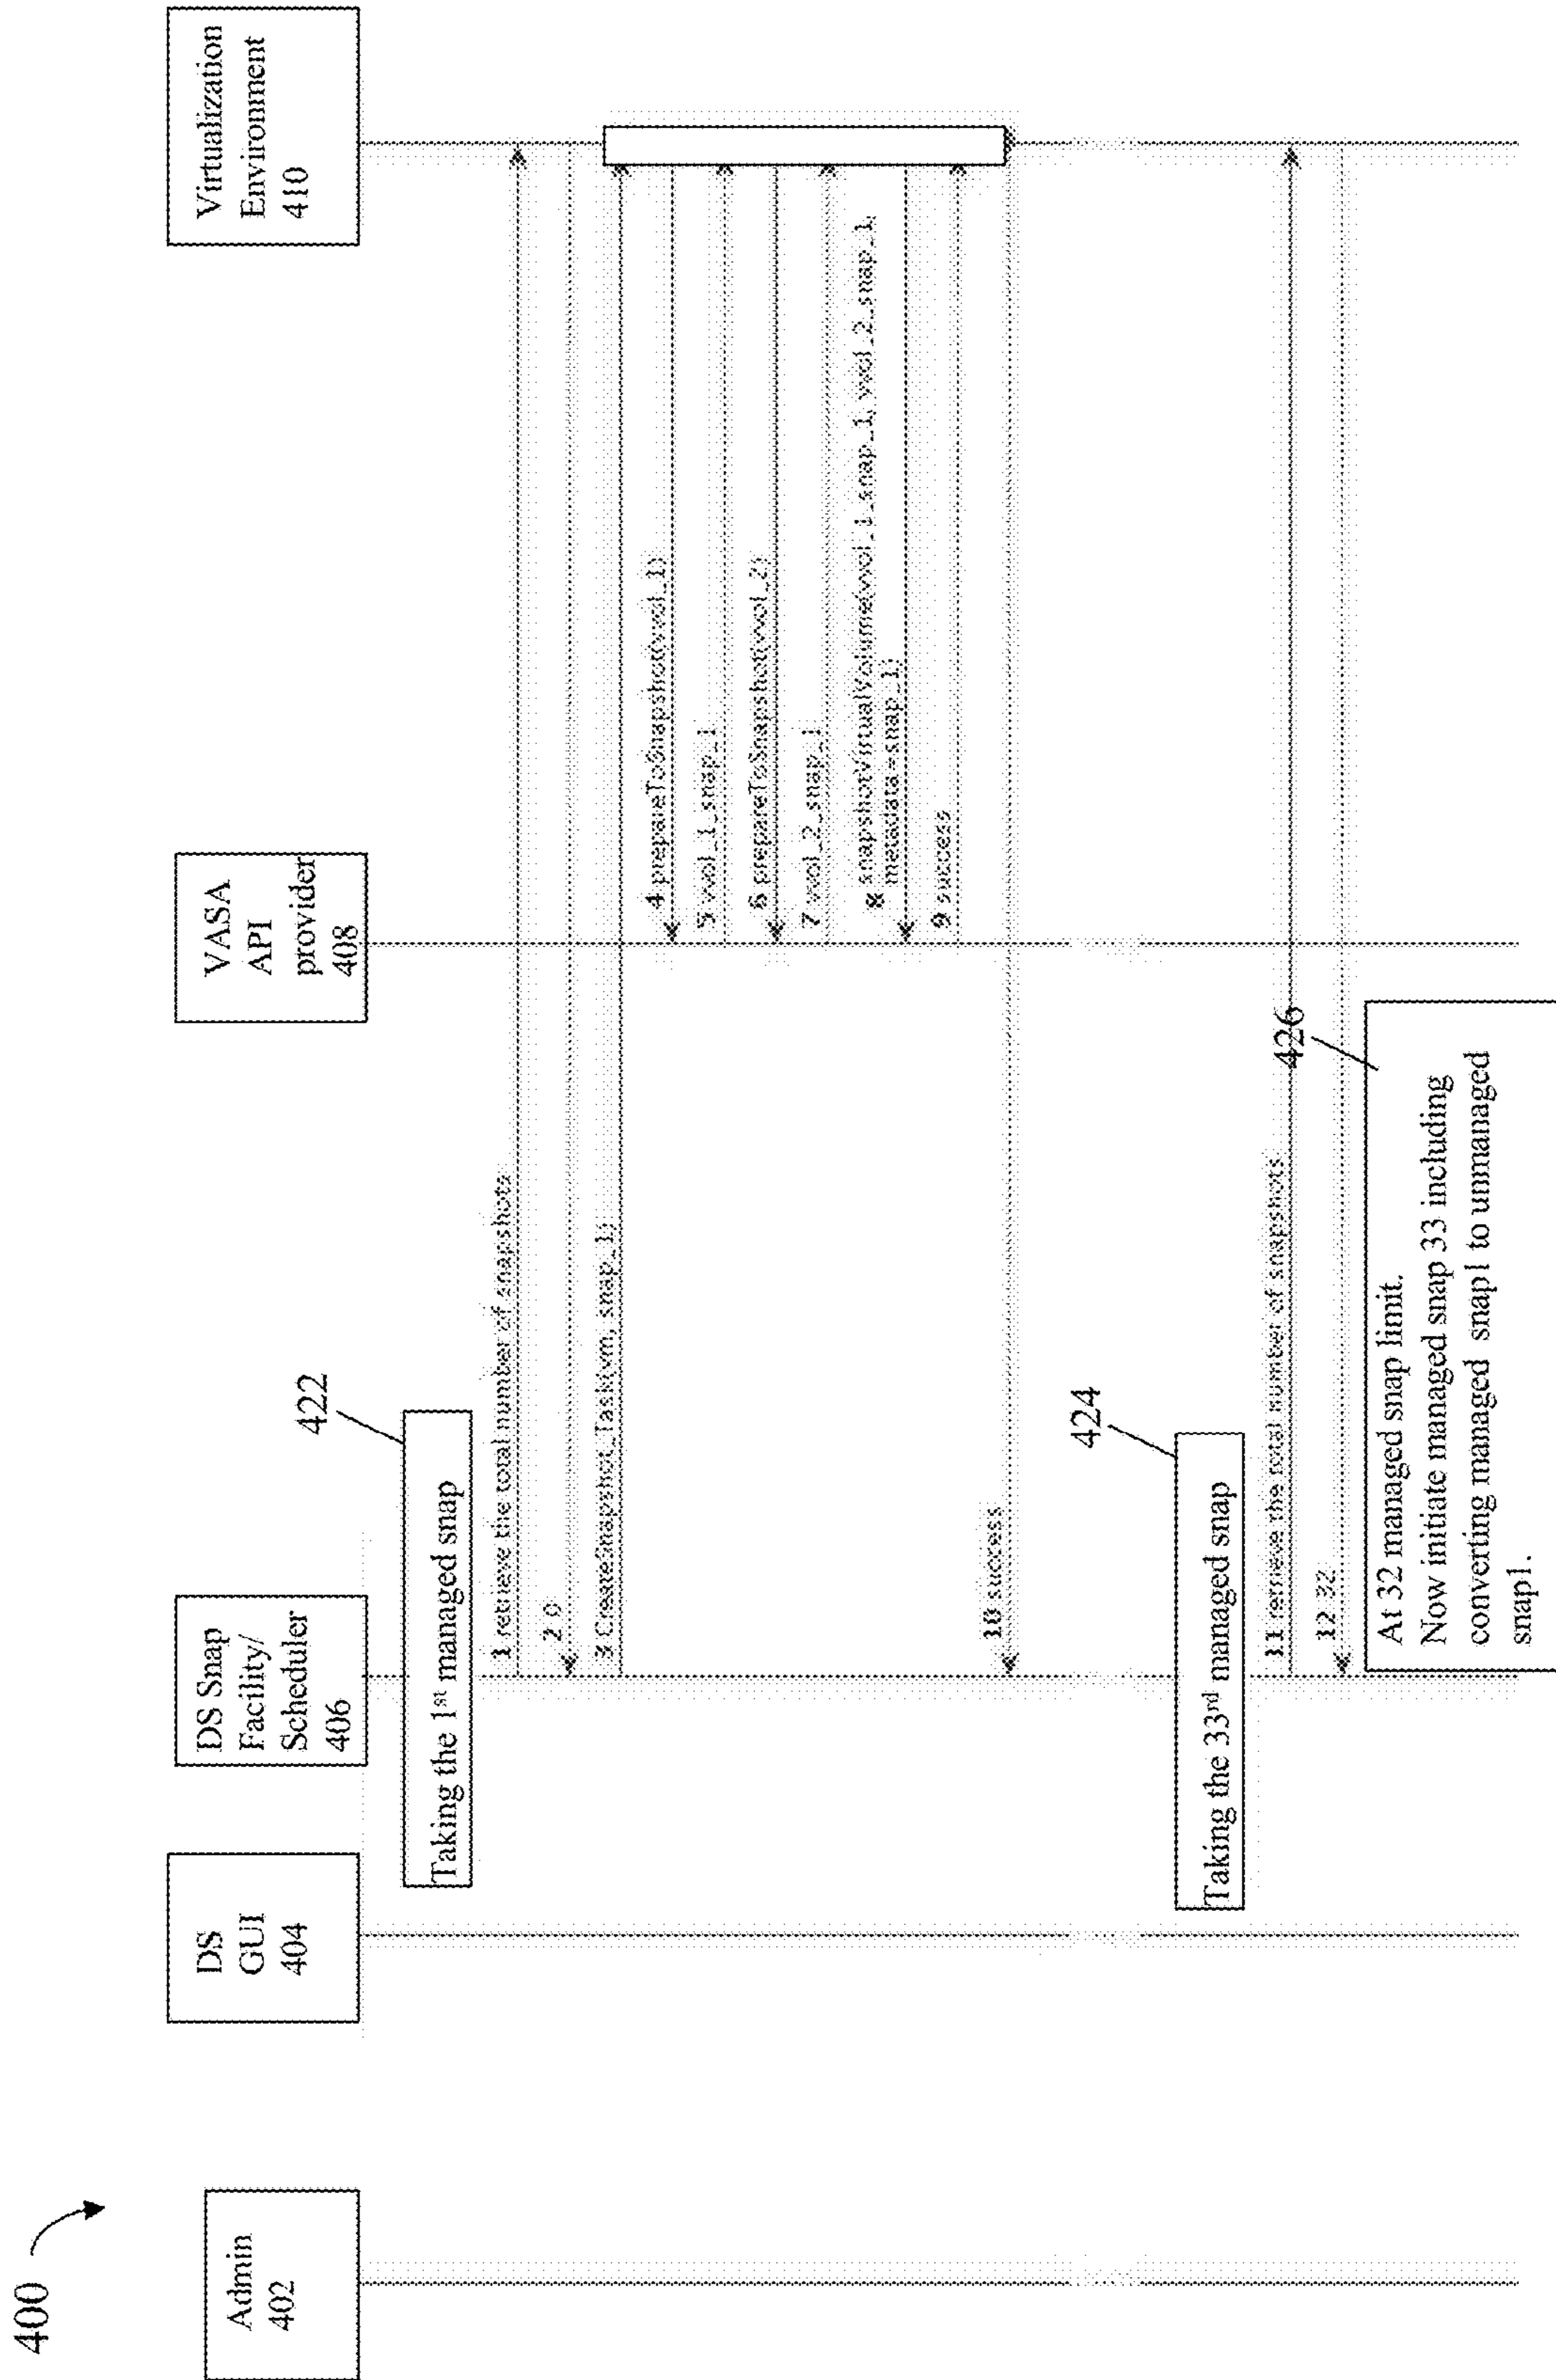 400
Admin
402
DS
GUI
404
DS Snap
Facility/
Scheduler
406
VASA
API
provider
408
Virtualization
Environment
410
422
Taking the 1st managed snap
1 retrieve the total number of snapshots
2 0
3 CreateSnapshot_Task(vm, snap_1)
4 prepareToSnapshot(vvol_1)
5 vvol_1_snap_1
6 prepareToSnapshot(vvol_2)
7 vvol_2_snap_1
8 snapshotVirtualVolume(vvol_1_snap_1, vvol_2_snap_1,
metadata=snap_1)
9 success
10 success
424
Taking the 33rd managed snap
11 retrieve the total number of snapshots
12 32
426
At 32 managed snap limit.
Now initiate managed snap 33 including
converting managed snap1 to unmanaged
snap1.